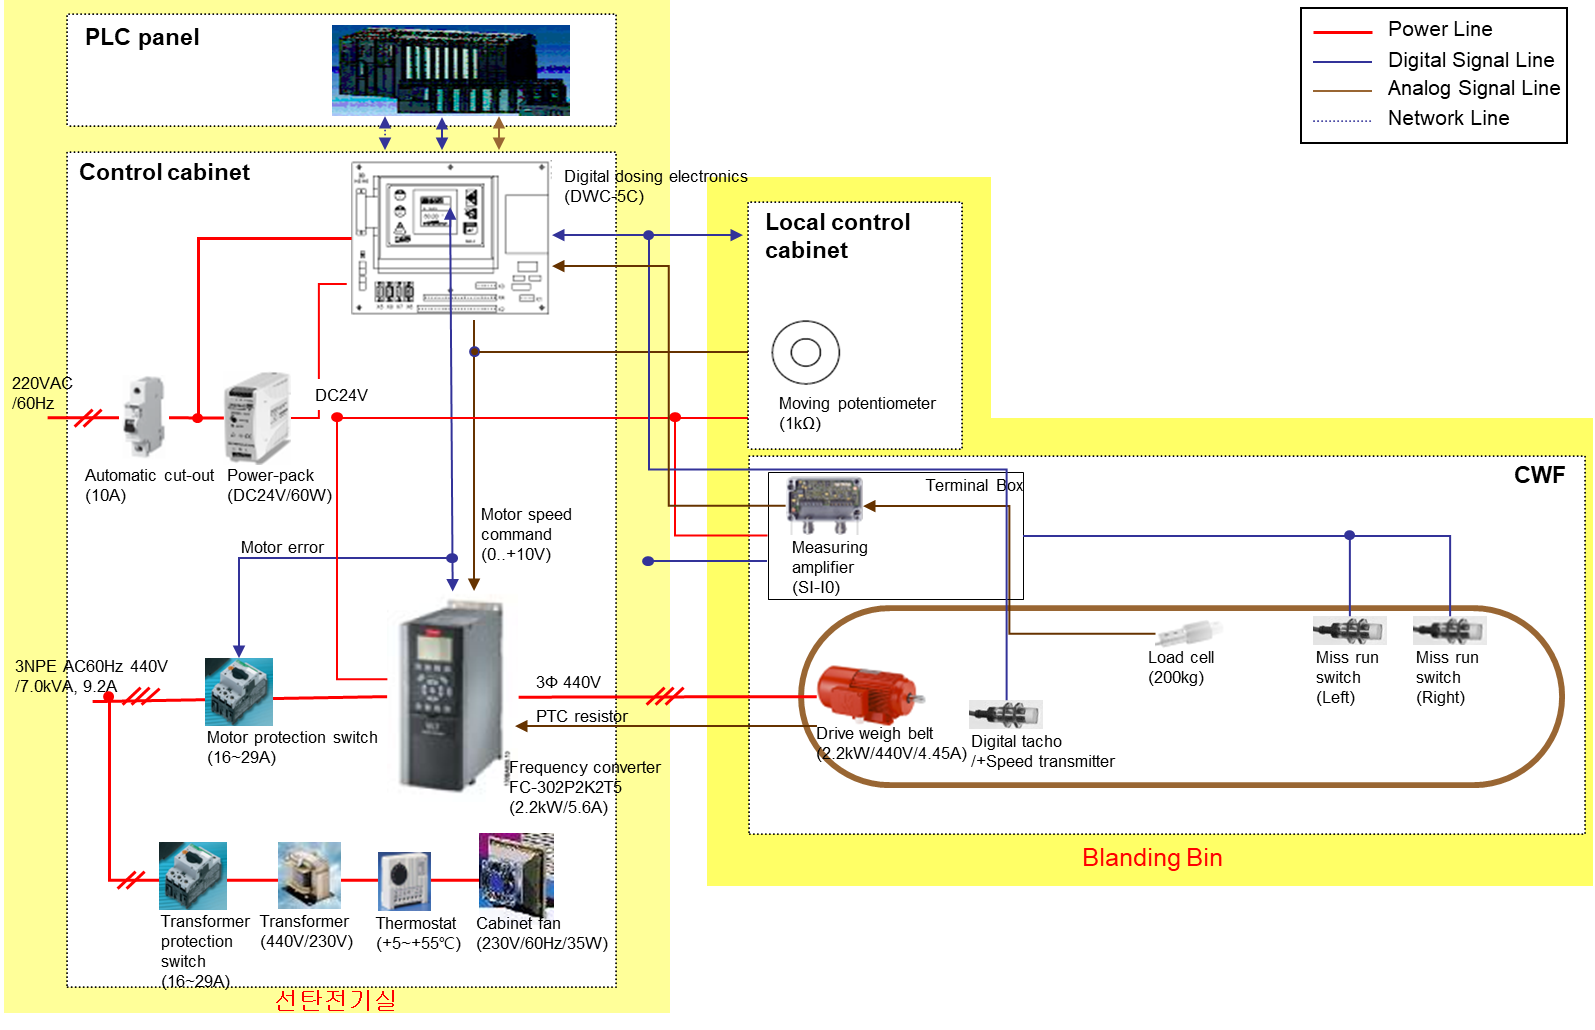 PLC panel
Power Line
Digital Signal Line
Analog Signal Line
Network Line
Control cabinet
Digital dosing electronics
(DWC-5C)
Local control
cabinet
220VAC
/60Hz
DC24V
Moving potentiometer
(1kΩ)
Automatic cut-out
(10A)
Power-pack
(DC24V/60W)
CWF
Terminal Box
Motor speed
command
(0..+10V)
Motor error
Measuring
amplifier
(SI-I0)
3NPE AC60Hz 440V
/7.0kVA, 9.2A
3Φ 440V
PTC resistor
Load cell
(200kg)
Miss run
switch
(Left)
Miss run
switch
(Right)
Motor protection switch
(16~29A)
Drive weigh belt
(2.2kW/440V/4.45A)
Digital tacho
/+Speed transmitter
Frequency converter
FC-302P2K2T5
(2.2kW/5.6A)
Blanding Bin
Transformer
protection
switch
(16~29A)
Transformer
(440V/230V)
Thermostat
(+5~+55℃)
Cabinet fan
(230V/60Hz/35W)
선탄전기실